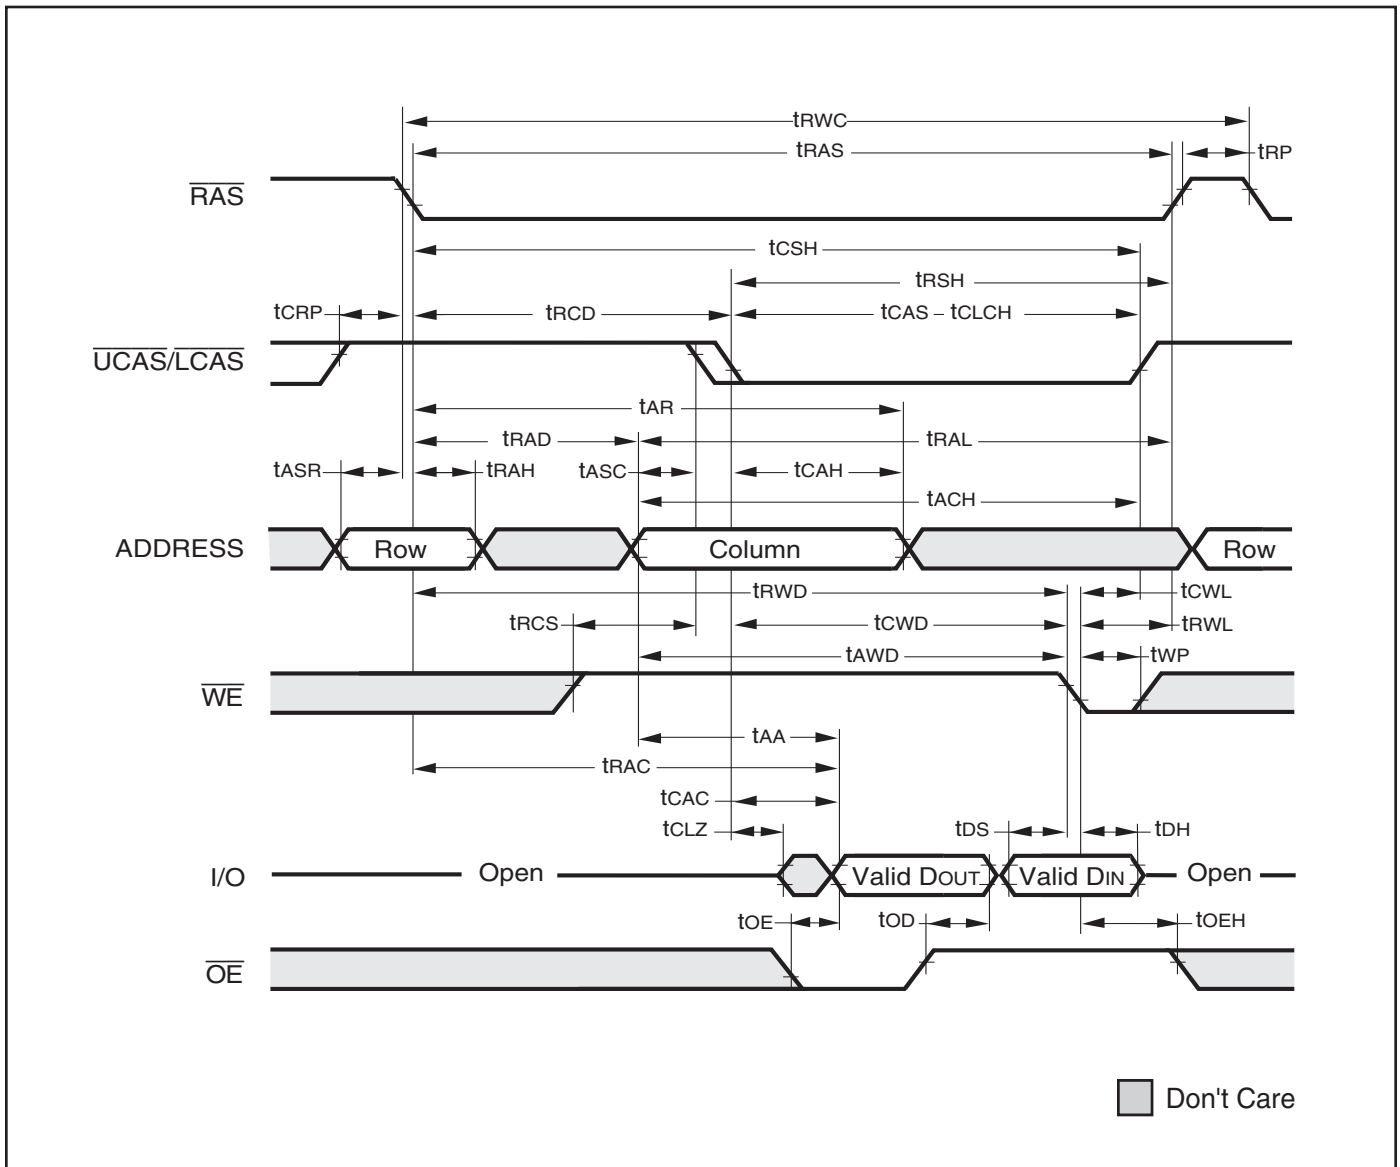 tRWC
tRAS
tRP
RAS
tCSH
tRSH
tCRP
tRCD
tCAS – tCLCH
UCAS/LCAS
tAR
tRAD
tRAL
tASR
tRAH
tASC
tCAH
tACH
ADDRESS
Row
Column
Row
tRWD
tCWL
tRCS
tCWD
tRWL
tAWD
tWP
WE
tAA
tRAC
tCAC
tCLZ
tDS
tDH
I/O
Open
Valid DOUT
Valid DIN
Open
tOE
tOD
tOEH
OE
Don't Care